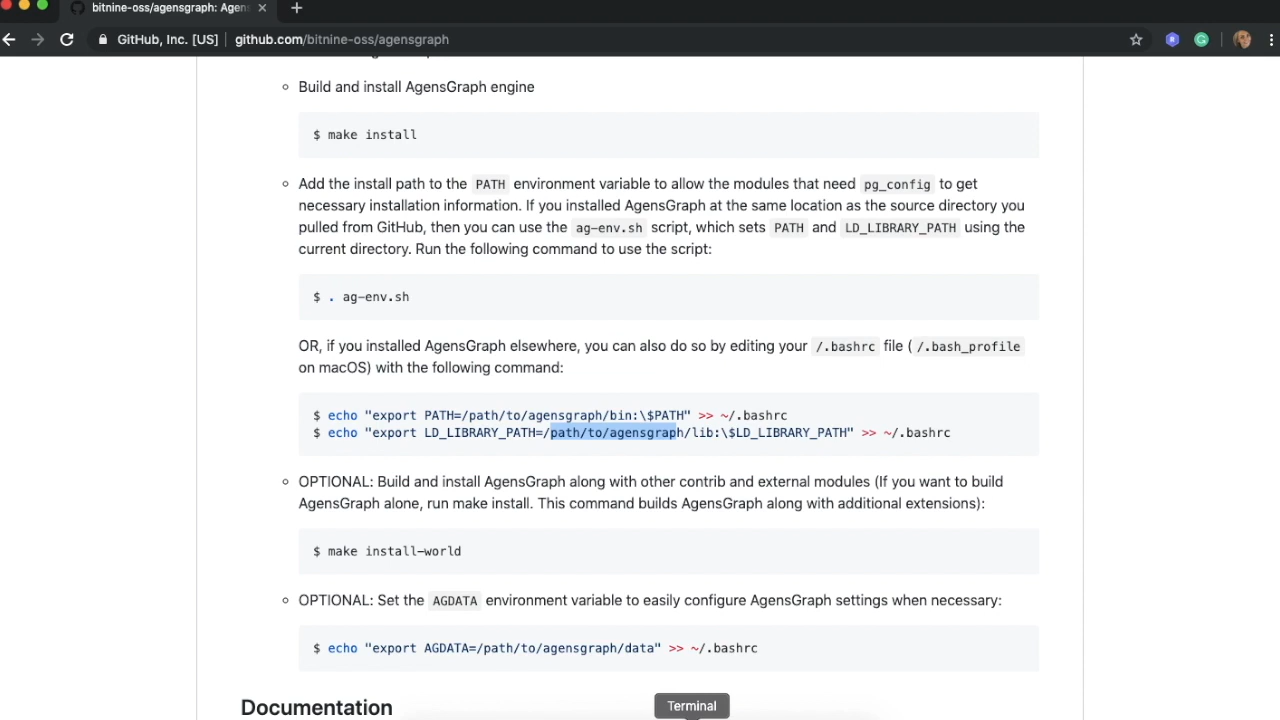 bitnine-oss/agensgraph: Agens
GitHub, Inc. [US] github.com/bitnine-oss/agensgraph
Build and install AgensGraph engine
$ make install
Add the install path to the PATH environment variable to allow the modules that need pg_config to get
necessary installation information. If you installed AgensGraph at the same location as the source directory you
pulled from GitHub, then you can use the ag-env.sh script, which sets PATH and LD_LIBRARY_PATH using the
current directory. Run the following command to use the script:
$ . ag-env.sh
OR, if you installed AgensGraph elsewhere, you can also do so by editing your /.bashrc file ( /.bash_profile
on macOS) with the following command:
$ echo "export PATH=/path/to/agensgraph/bin:\$PATH" >> ~/.bashrc
$ echo "export LD_LIBRARY_PATH=/path/to/agensgraph/lib:\$LD_LIBRARY_PATH" >> ~/.bashrc
OPTIONAL: Build and install AgensGraph along with other contrib and external modules (If you want to build
AgensGraph alone, run make install. This command builds AgensGraph along with additional extensions):
$ make install-world
OPTIONAL: Set the AGDATA environment variable to easily configure AgensGraph settings when necessary:
$ echo "export AGDATA=/path/to/agensgraph/data" >> ~/.bashrc
Documentation
Terminal